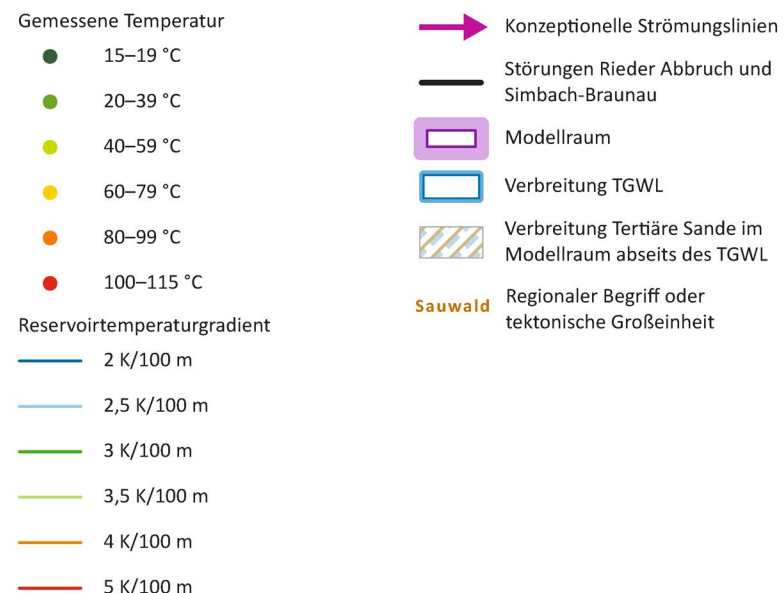 Gemessene Temperatur
15–19 °C
20–39 °C
40–59 °C
60–79 °C
80–99 °C
100–115 °C
Reservoirtemperaturgradient
2 K/100 m
2,5 K/100 m
3 K/100 m
3,5 K/100 m
4 K/100 m
5 K/100 m
Konzeptionelle Strömungslinien
Störungen Rieder Abbruch und
Simbach-Braunau
Modellraum
Verbreitung TGWL
Verbreitung Tertiäre Sande im
Modellraum abseits des TGWL
Sauwald
Regionaler Begriff oder
tektonische Großeinheit